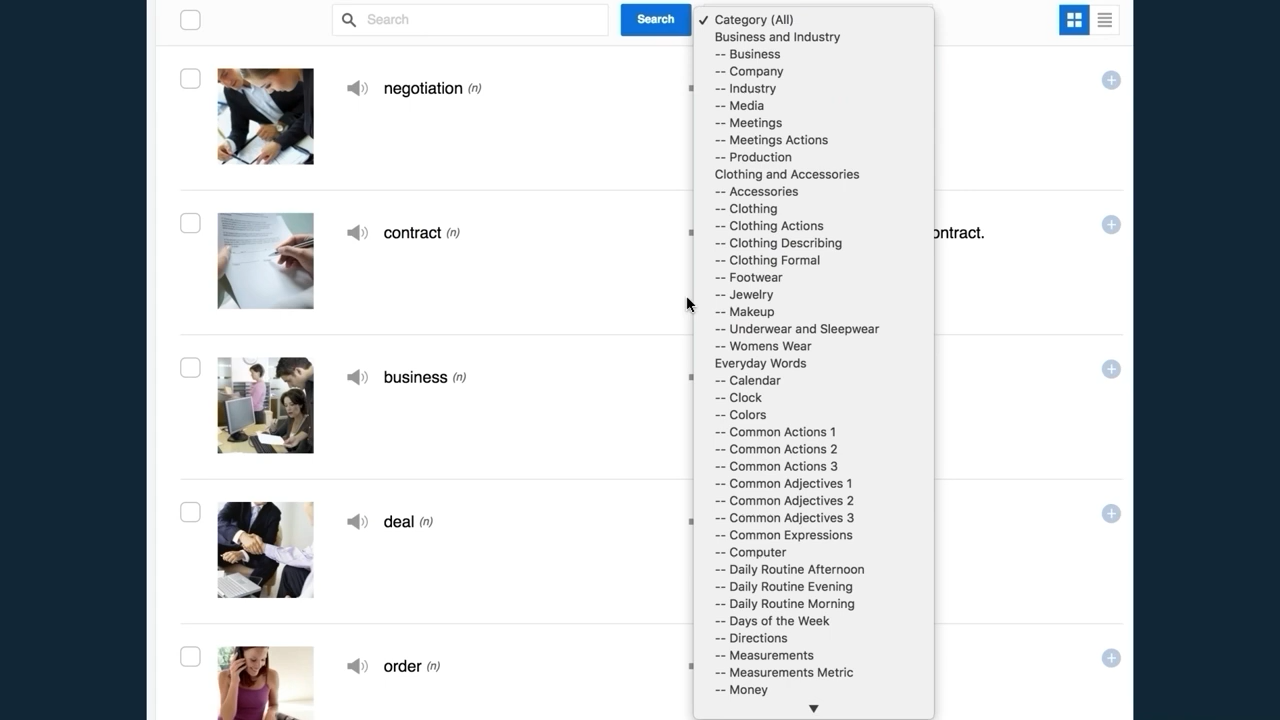 Search
Search
✓ Category (All)
Business and Industry
-- Business
-- Company
-- Industry
-- Media
-- Meetings
-- Meetings Actions
-- Production
Clothing and Accessories
-- Accessories
-- Clothing
-- Clothing Actions
-- Clothing Describing
-- Clothing Formal
-- Footwear
-- Jewelry
-- Makeup
-- Underwear and Sleepwear
-- Womens Wear
Everyday Words
-- Calendar
-- Clock
-- Colors
-- Common Actions 1
-- Common Actions 2
-- Common Actions 3
-- Common Adjectives 1
-- Common Adjectives 2
-- Common Adjectives 3
-- Common Expressions
-- Computer
-- Daily Routine Afternoon
-- Daily Routine Evening
-- Daily Routine Morning
-- Days of the Week
-- Directions
-- Measurements
-- Measurements Metric
-- Money
negotiation (n)
contract (n)
ontract.
business (n)
deal (n)
order (n)